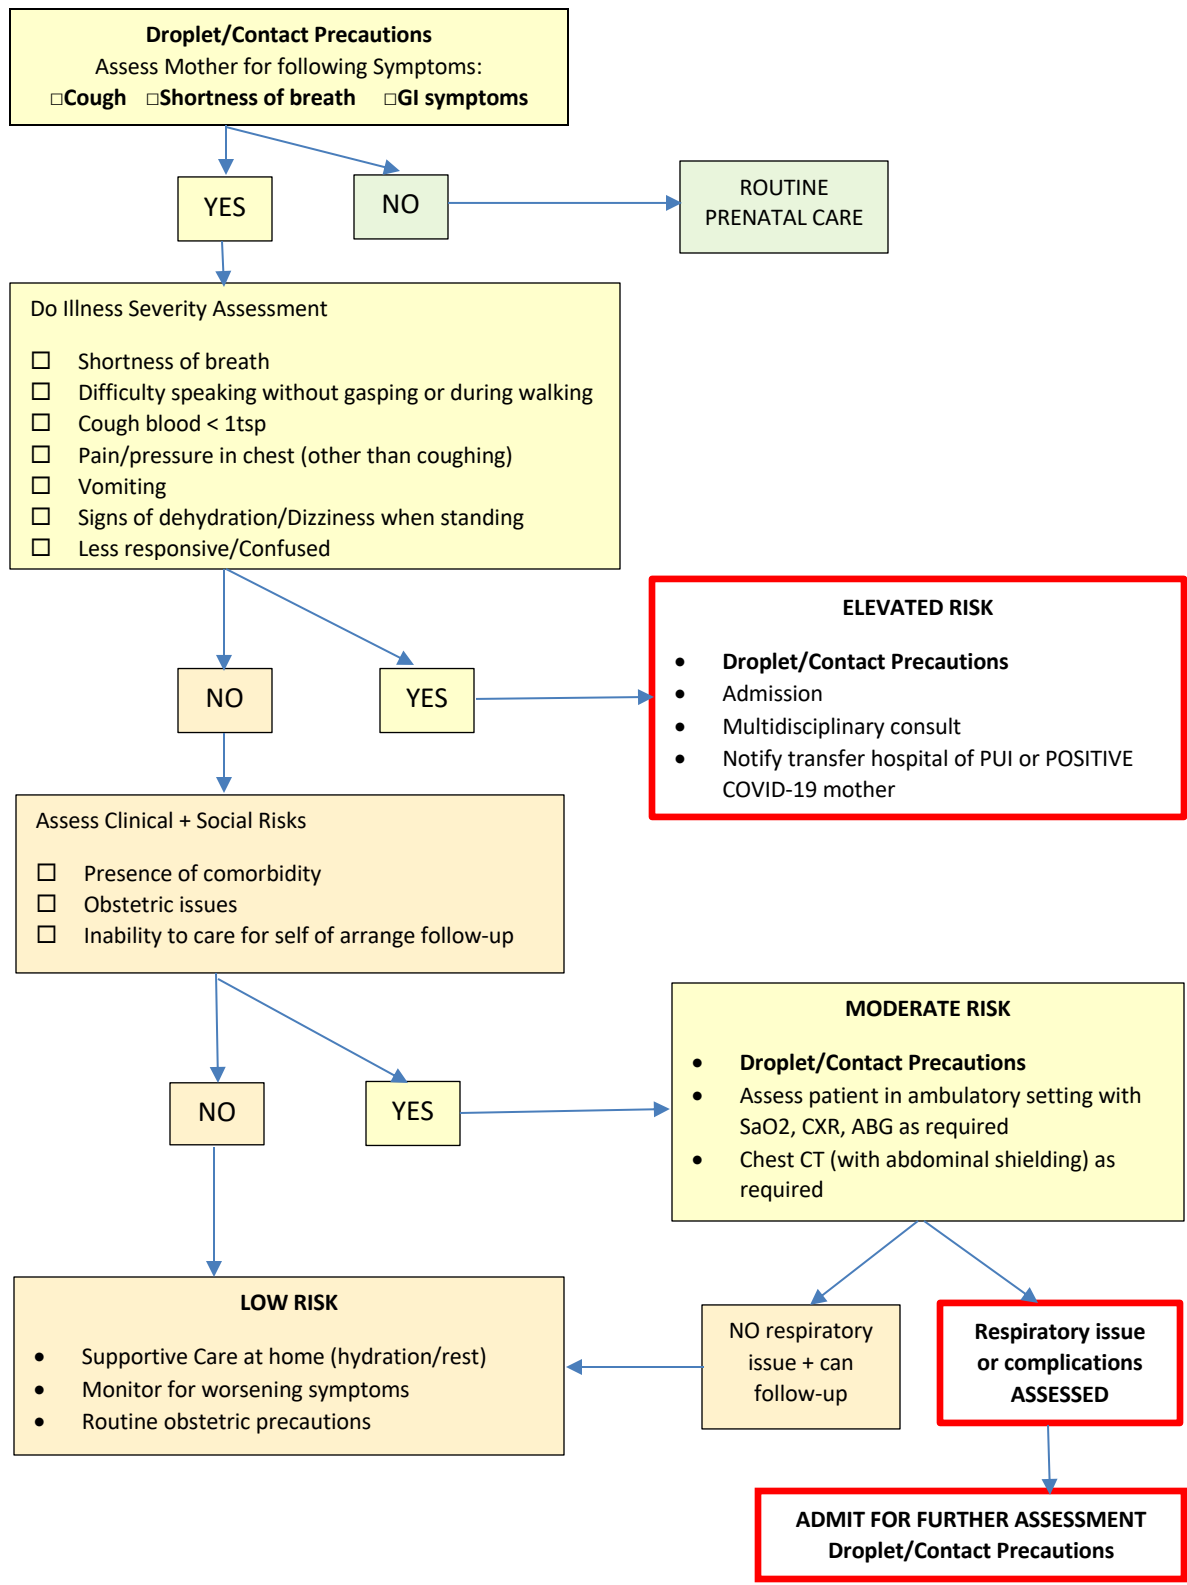 Droplet/Contact Precautions
Assess Mother for following Symptoms:
□Cough □Shortness of breath □GI symptoms
YES
NO
ROUTINE
PRENATAL CARE
Do Illness Severity Assessment
☐ Shortness of breath
☐ Difficulty speaking without gasping or during walking
☐ Cough blood < 1tsp
☐ Pain/pressure in chest (other than coughing)
☐ Vomiting
☐ Signs of dehydration/Dizziness when standing
☐ Less responsive/Confused
NO
YES
ELEVATED RISK
• Droplet/Contact Precautions
• Admission
• Multidisciplinary consult
• Notify transfer hospital of PUI or POSITIVE
COVID-19 mother
Assess Clinical + Social Risks
☐ Presence of comorbidity
☐ Obstetric issues
☐ Inability to care for self of arrange follow-up
NO
YES
MODERATE RISK
• Droplet/Contact Precautions
• Assess patient in ambulatory setting with
SaO2, CXR, ABG as required
• Chest CT (with abdominal shielding) as
required
LOW RISK
• Supportive Care at home (hydration/rest)
• Monitor for worsening symptoms
• Routine obstetric precautions
NO respiratory
issue + can
follow-up
Respiratory issue
or complications
ASSESSED
ADMIT FOR FURTHER ASSESSMENT
Droplet/Contact Precautions